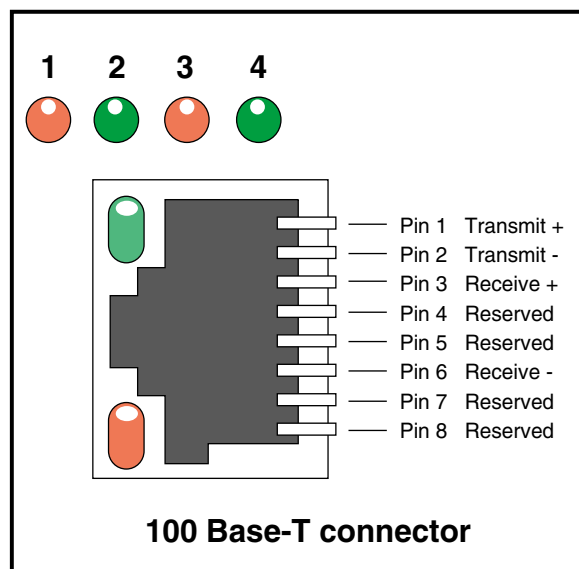 1 2 3 4
Pin 1 Transmit +
Pin 2 Transmit -
Pin 3 Receive +
Pin 4 Reserved
Pin 5 Reserved
Pin 6 Receive -
Pin 7 Reserved
Pin 8 Reserved
100 Base-T connector